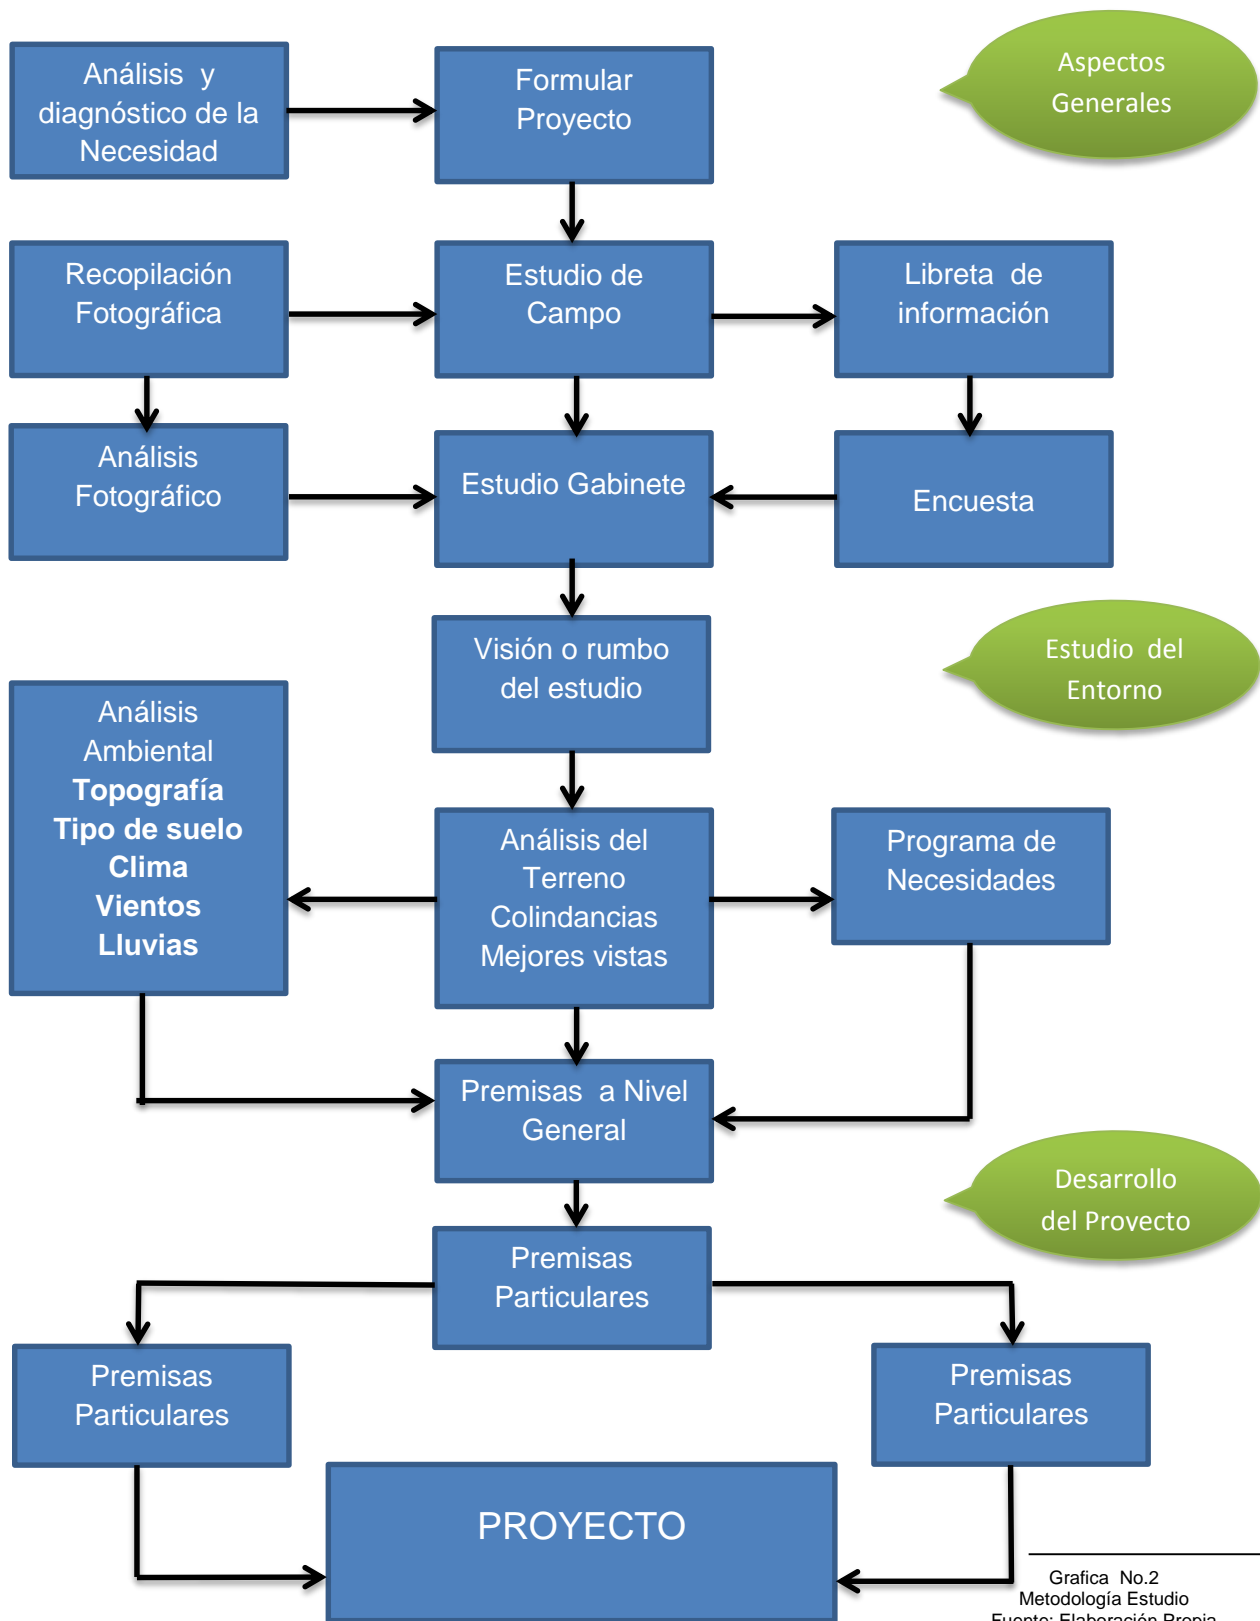 Análisis y
diagnóstico de la
Necesidad
Formular
Proyecto
Aspectos
Generales
Recopilación
Fotográfica
Estudio de
Campo
Libreta de
información
Análisis
Fotográfico
Estudio Gabinete
Encuesta
Visión o rumbo
del estudio
Estudio del
Entorno
Análisis
Ambiental
Topografía
Tipo de suelo
Clima
Vientos
Lluvias
Análisis del
Terreno
Colindancias
Mejores vistas
Programa de
Necesidades
Premisas a Nivel
General
Desarrollo
del Proyecto
Premisas
Particulares
Premisas
Particulares
Premisas
Particulares
PROYECTO
Grafica No.2
Metodología Estudio
Fuente: Elaboración Propia